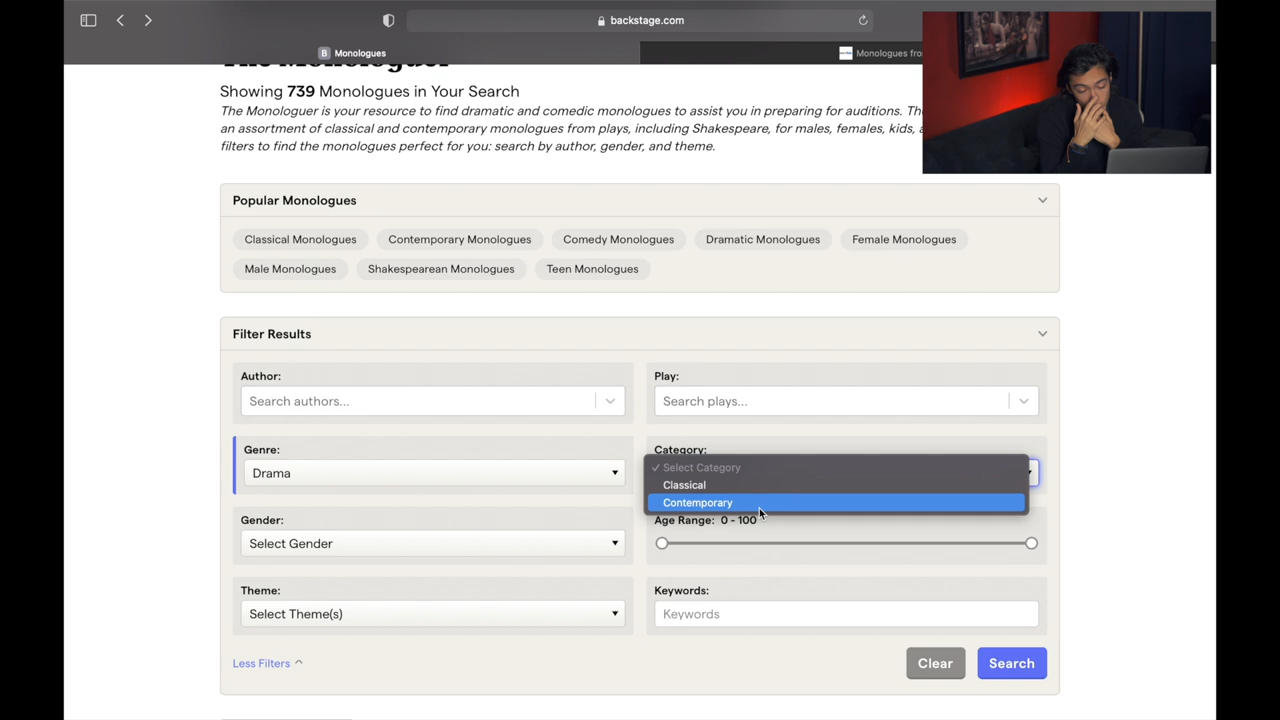 backstage.com
B Monologues
Monologues fro
The Monologuer
Showing 739 Monologues in Your Search
The Monologuer is your resource to find dramatic and comedic monologues to assist you in preparing for auditions. Th
an assortment of classical and contemporary monologues from plays, including Shakespeare, for males, females, kids, a
filters to find the monologues perfect for you: search by author, gender, and theme.
Popular Monologues
Classical Monologues Contemporary Monologues Comedy Monologues Dramatic Monologues Female Monologues
Male Monologues Shakespearean Monologues Teen Monologues
Filter Results
Author: Play:
Search authors... Search plays...
Genre: Category:
Drama
✓ Select Category
Classical
Contemporary
Gender: Age Range: 0 - 100
Select Gender
Theme: Keywords:
Select Theme(s) Keywords
Less Filters Clear Search